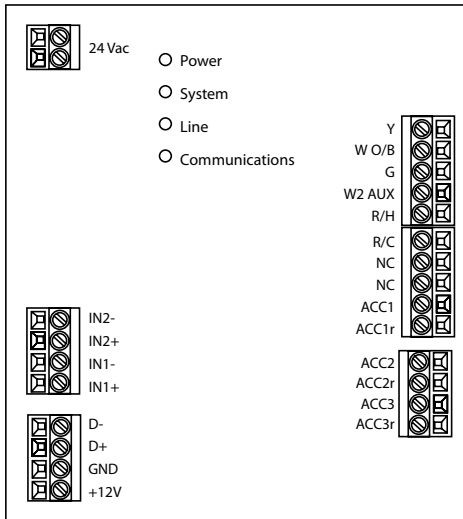 24 Vac
Power
System
Line
Communications
Y
W O/B
G
W2 AUX
R/H
R/C
NC
NC
ACC1
ACC1r
ACC2
ACC2r
ACC3
ACC3r
IN2-
IN2+
IN1-
IN1+
D-
D+
GND
+12V